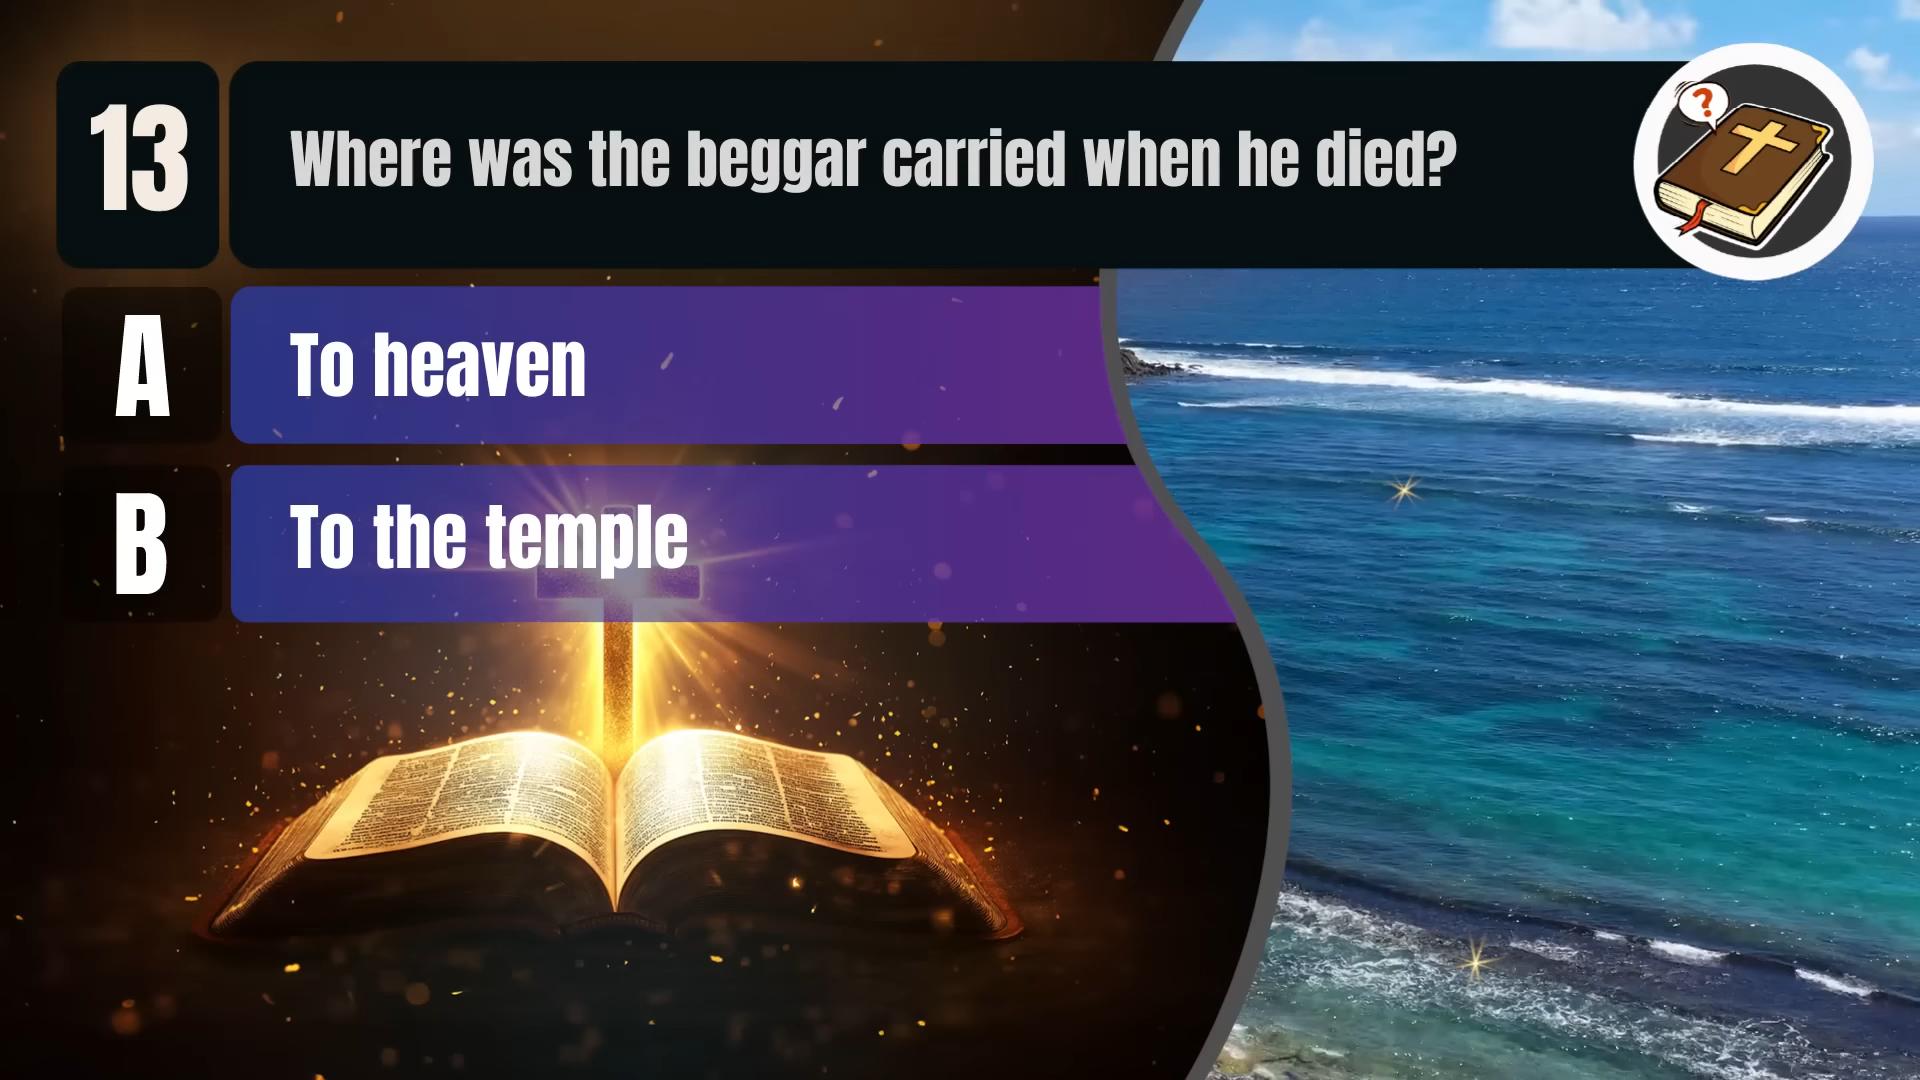 13
Where was the beggar carried when he died?
?
A
To heaven
B
To the temple